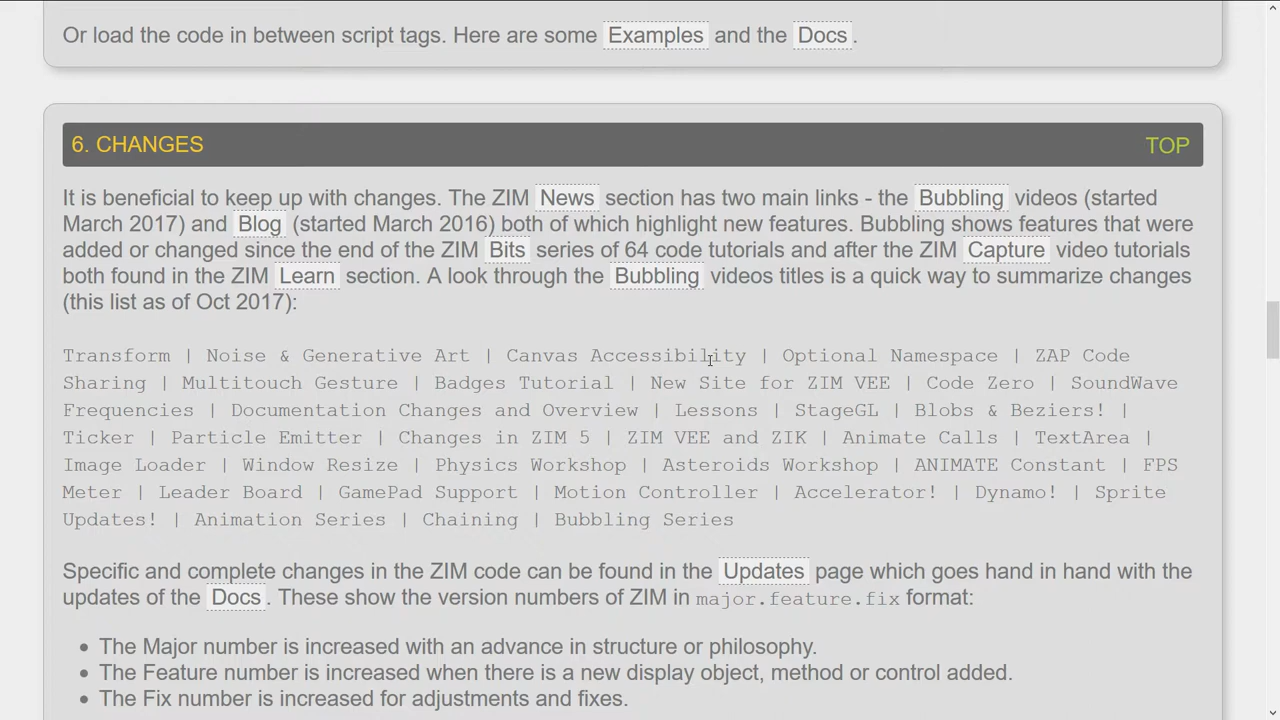 Or load the code in between script tags. Here are some Examples and the Docs.
6. CHANGES
TOP
It is beneficial to keep up with changes. The ZIM News section has two main links - the Bubbling videos (started
March 2017) and Blog (started March 2016) both of which highlight new features. Bubbling shows features that were
added or changed since the end of the ZIM Bits series of 64 code tutorials and after the ZIM Capture video tutorials
both found in the ZIM Learn section. A look through the Bubbling videos titles is a quick way to summarize changes
(this list as of Oct 2017):
Transform | Noise & Generative Art | Canvas Accessibility | Optional Namespace | ZAP Code
Sharing | Multitouch Gesture | Badges Tutorial | New Site for ZIM VEE | Code Zero | SoundWave
Frequencies | Documentation Changes and Overview | Lessons | StageGL | Blobs & Beziers! |
Ticker | Particle Emitter | Changes in ZIM 5 | ZIM VEE and ZIK | Animate Calls | TextArea |
Image Loader | Window Resize | Physics Workshop | Asteroids Workshop | ANIMATE Constant | FPS
Meter | Leader Board | GamePad Support | Motion Controller | Accelerator! | Dynamo! | Sprite
Updates! | Animation Series | Chaining | Bubbling Series
Specific and complete changes in the ZIM code can be found in the Updates page which goes hand in hand with the
updates of the Docs. These show the version numbers of ZIM in major.feature.fix format:
• The Major number is increased with an advance in structure or philosophy.
• The Feature number is increased when there is a new display object, method or control added.
• The Fix number is increased for adjustments and fixes.